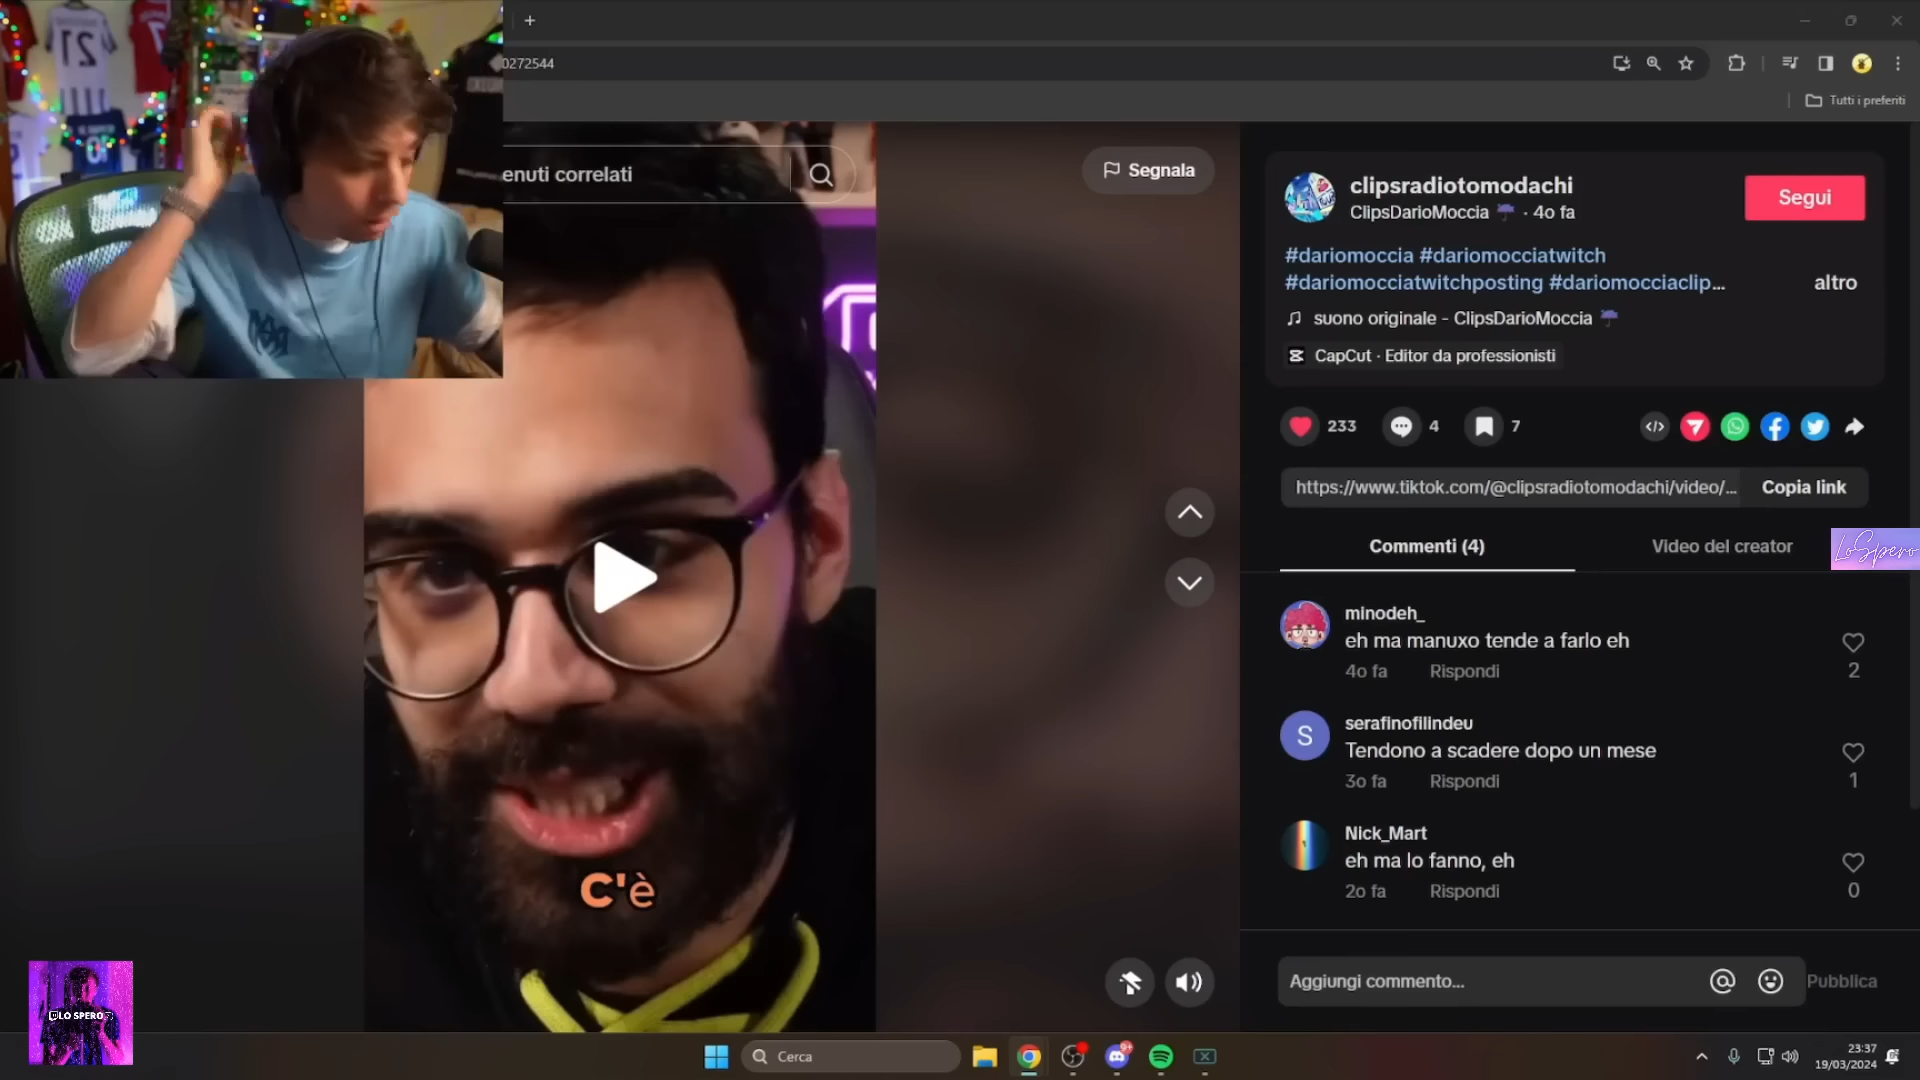 21
10
0272544
Tutti i preferiti
enuti correlati
Segnala
clipsradiotomodachi
ClipsDarioMoccia ☔ · 4o fa
Segui
#dariomoccia #dariomocciatwitch
#dariomocciatwitchposting #dariomocciaclip...
altro
suono originale - ClipsDarioMoccia ☔
CapCut · Editor da professionisti
233
4
7
https://www.tiktok.com/@clipsradiotomodachi/video/...
Copia link
Commenti (4)
Video del creator
LoSpero
minodeh_
eh ma manuxo tende a farlo eh
4o fa
Rispondi
2
S
serafinofilindeu
Tendono a scadere dopo un mese
3o fa
Rispondi
1
Nick_Mart
eh ma lo fanno, eh
2o fa
Rispondi
0
C'è
Aggiungi commento...
Pubblica
LO SPERO
Cerca
9+
23:37
19/03/2024